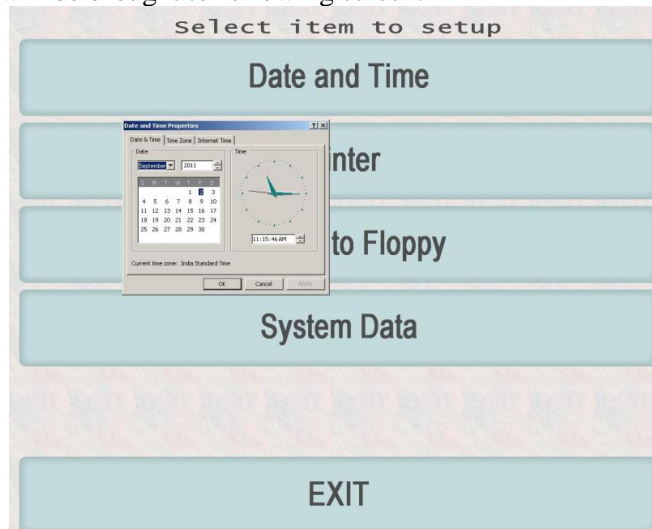 Select item to setup
Date and Time
Date and Time Properties
Date & Time Time Zone Internet Time
Date
Time
September 2011
S M T W T F S
1 2 3
4 5 6 7 8 9 10
11 12 13 14 15 16 17
18 19 20 21 22 23 24
25 26 27 28 29 30
11:15:46 AM
Current time zone: India Standard Time
OK Cancel Apply
nter
to Floppy
System Data
EXIT